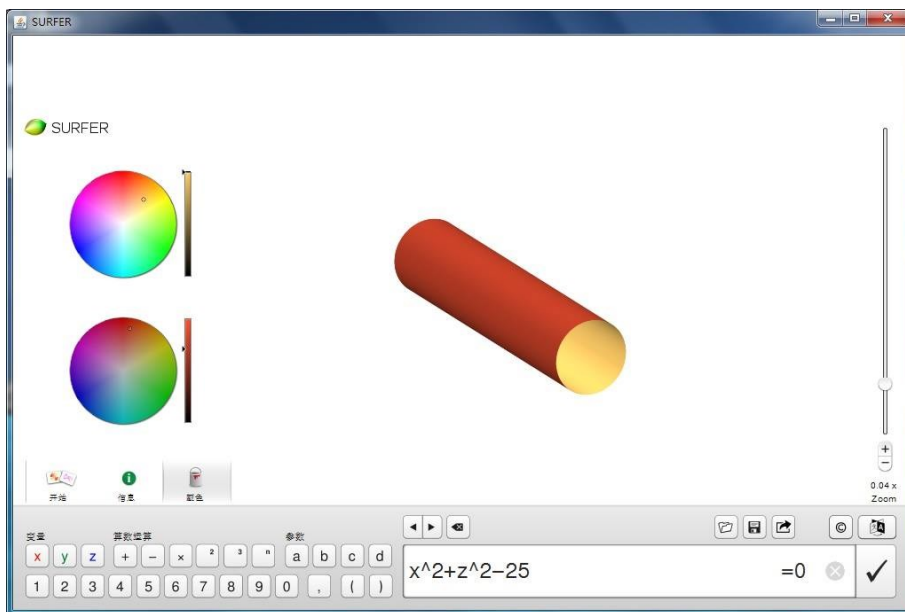 SURFER
SURFER
+
−
0.04 x
Zoom
开始
信息
颜色
变量
算数运算
参数
x y z + − × ² ³ ⁿ a b c d
1 2 3 4 5 6 7 8 9 0 , ( )
x^2+z^2−25 =0